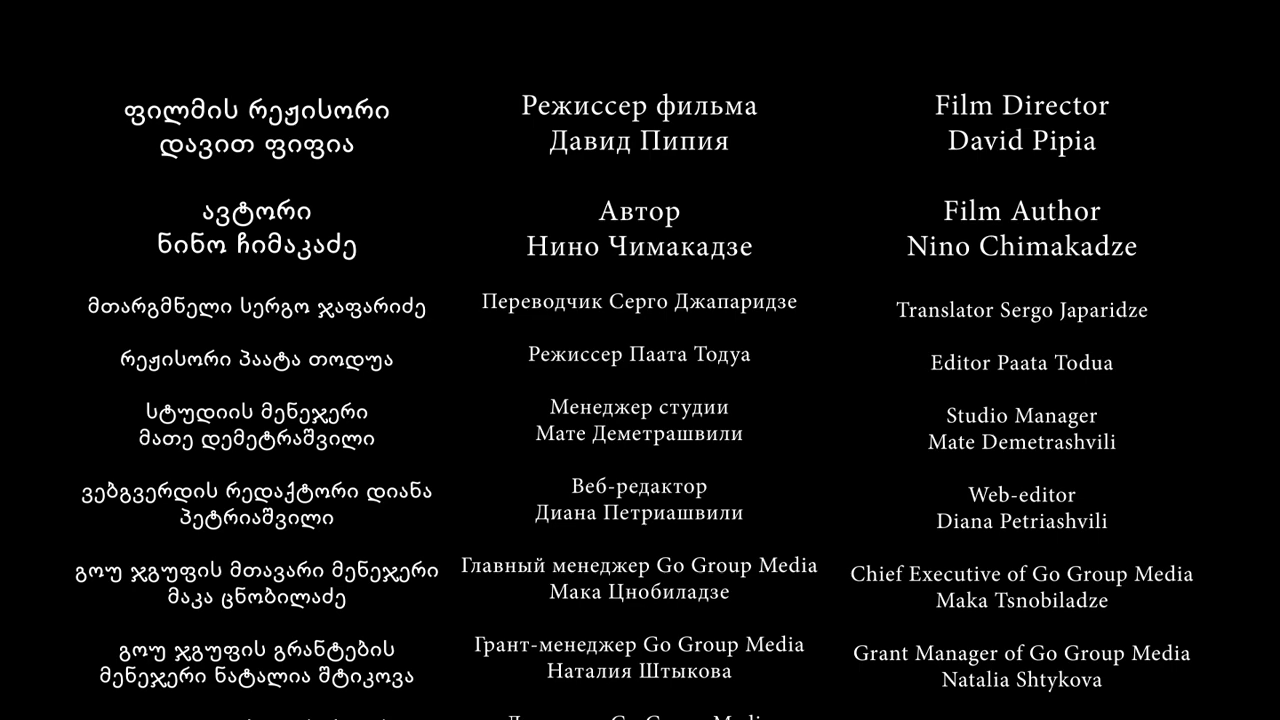 ფილმის რეჟისორი
დავით ფიფია
ავტორი
ნინო ჩიმაკაძე
მთარგმნელი სერგო ჯაფარიძე
რეჟისორი პაატა თოდუა
სტუდიის მენეჯერი
მათე დემეტრაშვილი
ვებგვერდის რედაქტორი დიანა
პეტრიაშვილი
გოუ ჯგუფის მთავარი მენეჯერი
მაკა ცნობილაძე
გოუ ჯგუფის გრანტების
მენეჯერი ნატალია შტიკოვა
Режиссер фильма
Давид Пипия
Автор
Нино Чимакадзе
Переводчик Серго Джапаридзе
Режиссер Паата Тодуа
Менеджер студии
Мате Деметрашвили
Веб-редактор
Диана Петриашвили
Главный менеджер Go Group Media
Мака Цнобиладзе
Грант-менеджер Go Group Media
Наталия Штыкова
Film Director
David Pipia
Film Author
Nino Chimakadze
Translator Sergo Japaridze
Editor Paata Todua
Studio Manager
Mate Demetrashvili
Web-editor
Diana Petriashvili
Chief Executive of Go Group Media
Maka Tsnobiladze
Grant Manager of Go Group Media
Natalia Shtykova